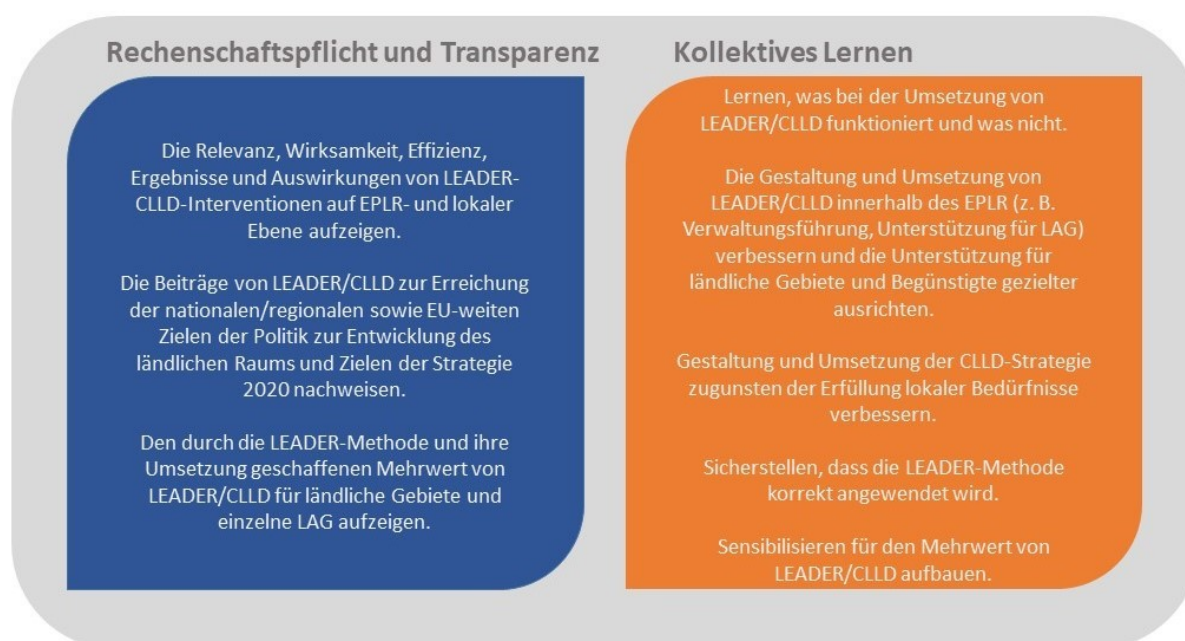 Rechenschaftspflicht und Transparenz
Die Relevanz, Wirksamkeit, Effizienz,
Ergebnisse und Auswirkungen von LEADER-
CLLD-Interventionen auf EPLR- und lokaler
Ebene aufzeigen.
Die Beiträge von LEADER/CLLD zur Erreichung
der nationalen/regionalen sowie EU-weiten
Zielen der Politik zur Entwicklung des
ländlichen Raums und Zielen der Strategie
2020 nachweisen.
Den durch die LEADER-Methode und ihre
Umsetzung geschaffenen Mehrwert von
LEADER/CLLD für ländliche Gebiete und
einzelne LAG aufzeigen.
Kollektives Lernen
Lernen, was bei der Umsetzung von
LEADER/CLLD funktioniert und was nicht.
Die Gestaltung und Umsetzung von
LEADER/CLLD innerhalb des EPLR (z. B.
Verwaltungsführung, Unterstützung für LAG)
verbessern und die Unterstützung für
ländliche Gebiete und Begünstigte gezielter
ausrichten.
Gestaltung und Umsetzung der CLLD-Strategie
zugunsten der Erfüllung lokaler Bedürfnisse
verbessern.
Sicherstellen, dass die LEADER-Methode
korrekt angewendet wird.
Sensibilisieren für den Mehrwert von
LEADER/CLLD aufbauen.